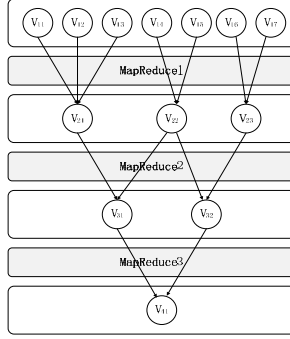 V11 V12 V13 V14 V15 V16 V17
MapReduce1
V21 V22 V23
MapReduce2
V31 V32
MapReduce3
V41